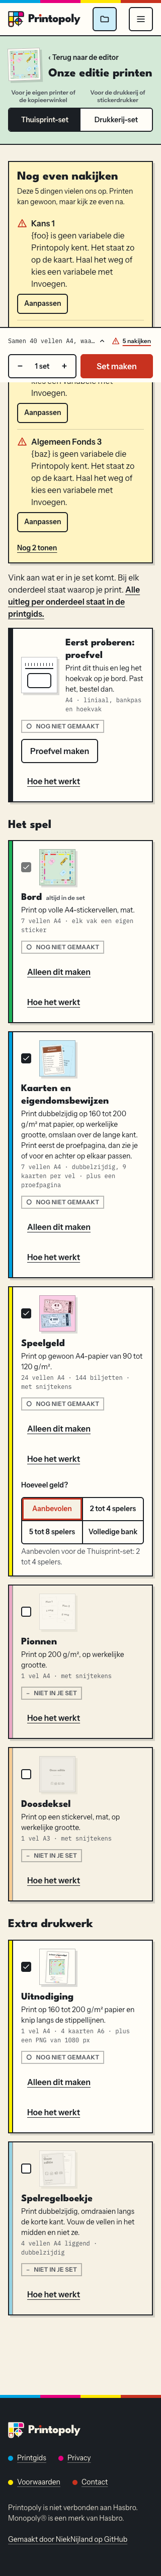 Printopoly
‹ Terug naar de editor
Onze editie printen
Voor je eigen printer of de kopieerwinkel
Voor de drukkerij of stickerdrukker
Thuisprint-set
Drukkerij-set
Nog even nakijken
Deze 5 dingen vielen ons op. Printen kan gewoon, maar kijk ze even na.
Kans 1
{foo} is geen variabele die Printopoly kent. Het staat zo op de kaart. Haal het weg of kies een variabele met Invoegen.
Aanpassen
Samen 40 vellen A4, waa…
5 nakijken
− 1 set +
Set maken
kies een variabele met Invoegen.
Aanpassen
Algemeen Fonds 3
{baz} is geen variabele die Printopoly kent. Het staat zo op de kaart. Haal het weg of kies een variabele met Invoegen.
Aanpassen
Nog 2 tonen
Vink aan wat er in je set komt. Bij elk onderdeel staat waarop je print. Alle uitleg per onderdeel staat in de printgids.
Eerst proberen: proefvel
Print dit thuis en leg het hoekvak op je bord. Past het, bestel dan.
A4 · liniaal, bankpas en hoekvak
NOG NIET GEMAAKT
Proefvel maken
Hoe het werkt
Het spel
Bord altijd in de set
Print op volle A4-stickervellen, mat.
7 vellen A4 · elk vak een eigen sticker
NOG NIET GEMAAKT
Alleen dit maken
Hoe het werkt
Kaarten en eigendomsbewijzen
Print dubbelzijdig op 160 tot 200 g/m² mat papier dat werkelijke grootte, omslaan over de lange kant. Print eerst de proefpagina, dan zie je of voor en achter op elkaar passen.
7 vellen A4 · dubbelzijdig, 9 kaarten per vel · plus een proefpagina
NOG NIET GEMAAKT
Alleen dit maken
Hoe het werkt
Speelgeld
Print op gewoon A4-papier van 90 tot 120 g/m².
24 vellen A4 · 144 biljetten · met snijtekens
NOG NIET GEMAAKT
Alleen dit maken
Hoe het werkt
Hoeveel geld?
Aanbevolen
2 tot 4 spelers
5 tot 8 spelers
Volledige bank
Aanbevolen voor de Thuisprint-set: 2 tot 4 spelers.
Pionnen
Print op 200 g/m², op werkelijke grootte.
1 vel A4 · met snijtekens
– NIET IN JE SET
Hoe het werkt
Doosdeksel
Print op een stickervel, mat, op werkelijke grootte.
1 vel A3 · met snijtekens
– NIET IN JE SET
Hoe het werkt
Extra drukwerk
Uitnodiging
Print op 160 tot 200 g/m² papier en knip langs de stippellijnen.
1 vel A4 · 4 kaarten A6 · plus een PNG van 1080 px
NOG NIET GEMAAKT
Alleen dit maken
Hoe het werkt
Spelregelboekje
Print dubbelzijdig, omdraaien langs de korte kant. Vouw de vellen in het midden en niet ze.
4 vellen A4 liggend · dubbelzijdig
– NIET IN JE SET
Hoe het werkt
Printopoly
Printgids
Privacy
Voorwaarden
Contact
Printopoly is niet verbonden aan Hasbro. Monopoly® is een merk van Hasbro.
Gemaakt door NiekNijland op GitHub